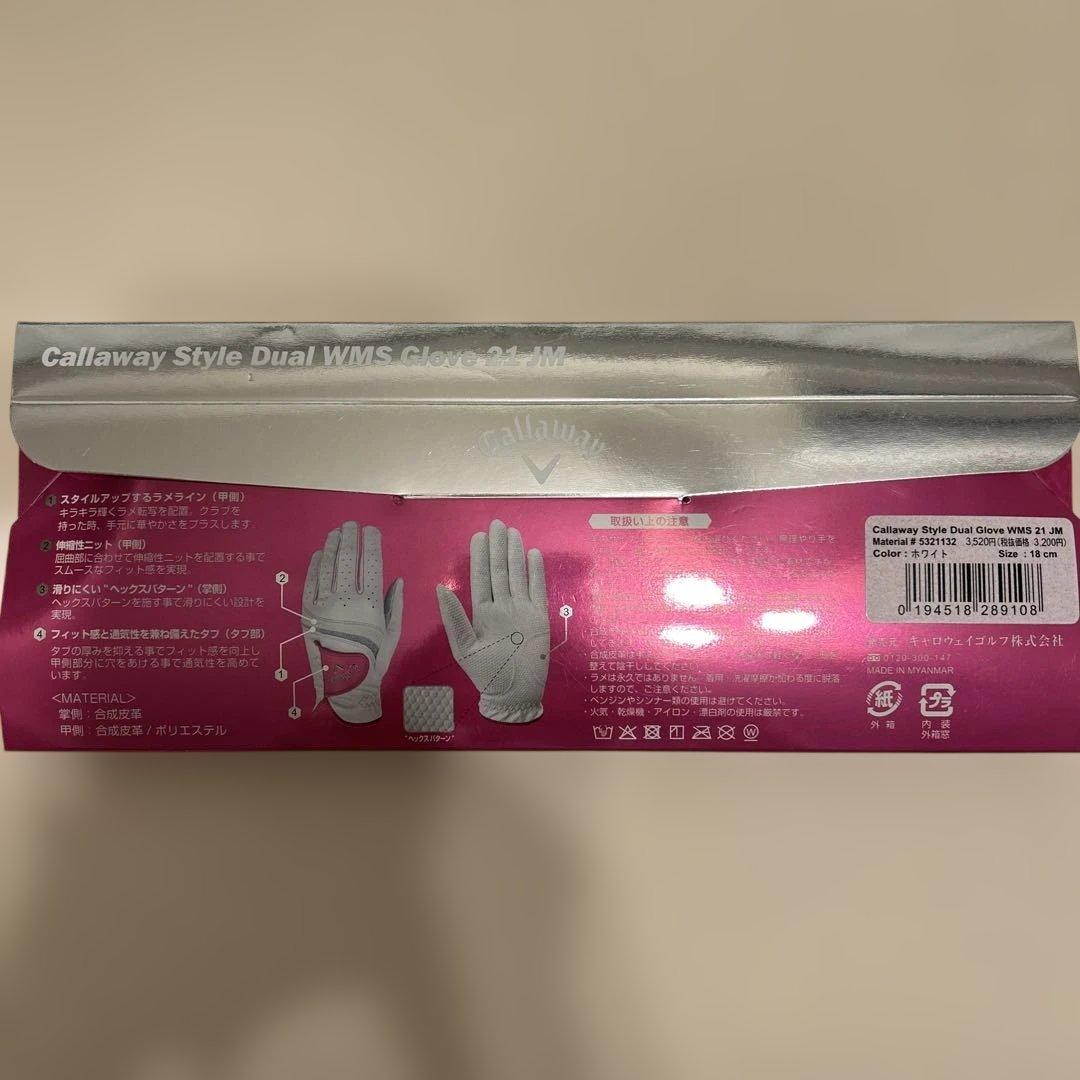 Callaway Style Dual WMS Glove 21 JM
Callaway
1 スタイルアップするラメライン（甲側）
キラキラ輝くラメ転写を配置。クラブを
持った時、手元に華やかさをプラスします。
2 伸縮性ニット（甲側）
屈曲部に合わせて伸縮性ニットを配置する事で
スムースなフィット感を実現。
3 滑りにくい"ヘックスパターン"（掌側）
ヘックスパターンを施す事で滑りにくい設計を
実現。
4 フィット感と通気性を兼ね備えたタブ（タブ部）
タブの厚みを抑える事でフィット感を向上し
甲側部分に穴をあける事で通気性を高めて
います。
＜MATERIAL＞
掌側：合成皮革
甲側：合成皮革 / ポリエステル
2
1
4
3
"ヘックスパターン"
取扱い上の注意
・合成皮革は手
整えて陰干ししてください。
・ラメは永久ではありません。着用・洗濯摩擦が加わる度に脱落
しますので、ご注意ください。
・ベンジンやシンナー類の使用は避けてください。
・火気・乾燥機・アイロン・漂白剤の使用は厳禁です。
W
Callaway Style Dual Glove WMS 21 JM
Material # 5321132 3,520円(税抜価格 3,200円)
Color : ホワイト Size : 18 cm
0 194518 289108
キャロウェイゴルフ株式会社
0120-300-147
MADE IN MYANMAR
紙 プラ
外箱 内装
外箱窓